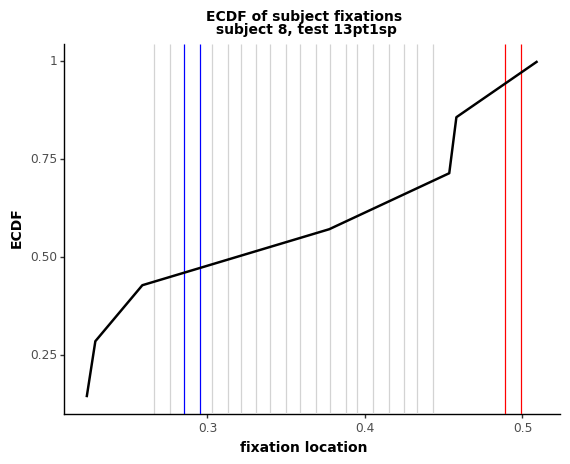 ECDF of subject fixations
subject 8, test 13pt1sp
1
0.75
0.50
0.25
ECDF
0.3
0.4
0.5
fixation location